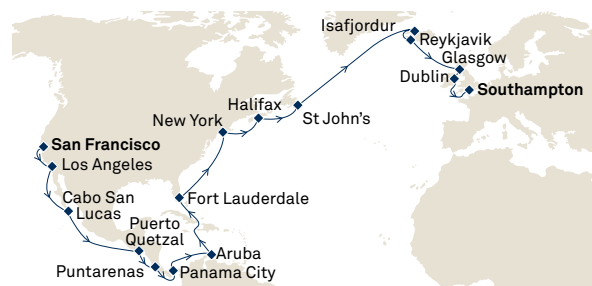 Isafjordur
Reykjavik
Glasgow
Dublin
Southampton
Halifax
St John's
New York
San Francisco
Los Angeles
Fort Lauderdale
Cabo San
Lucas
Puerto
Quetzal
Aruba
Puntarenas
Panama City